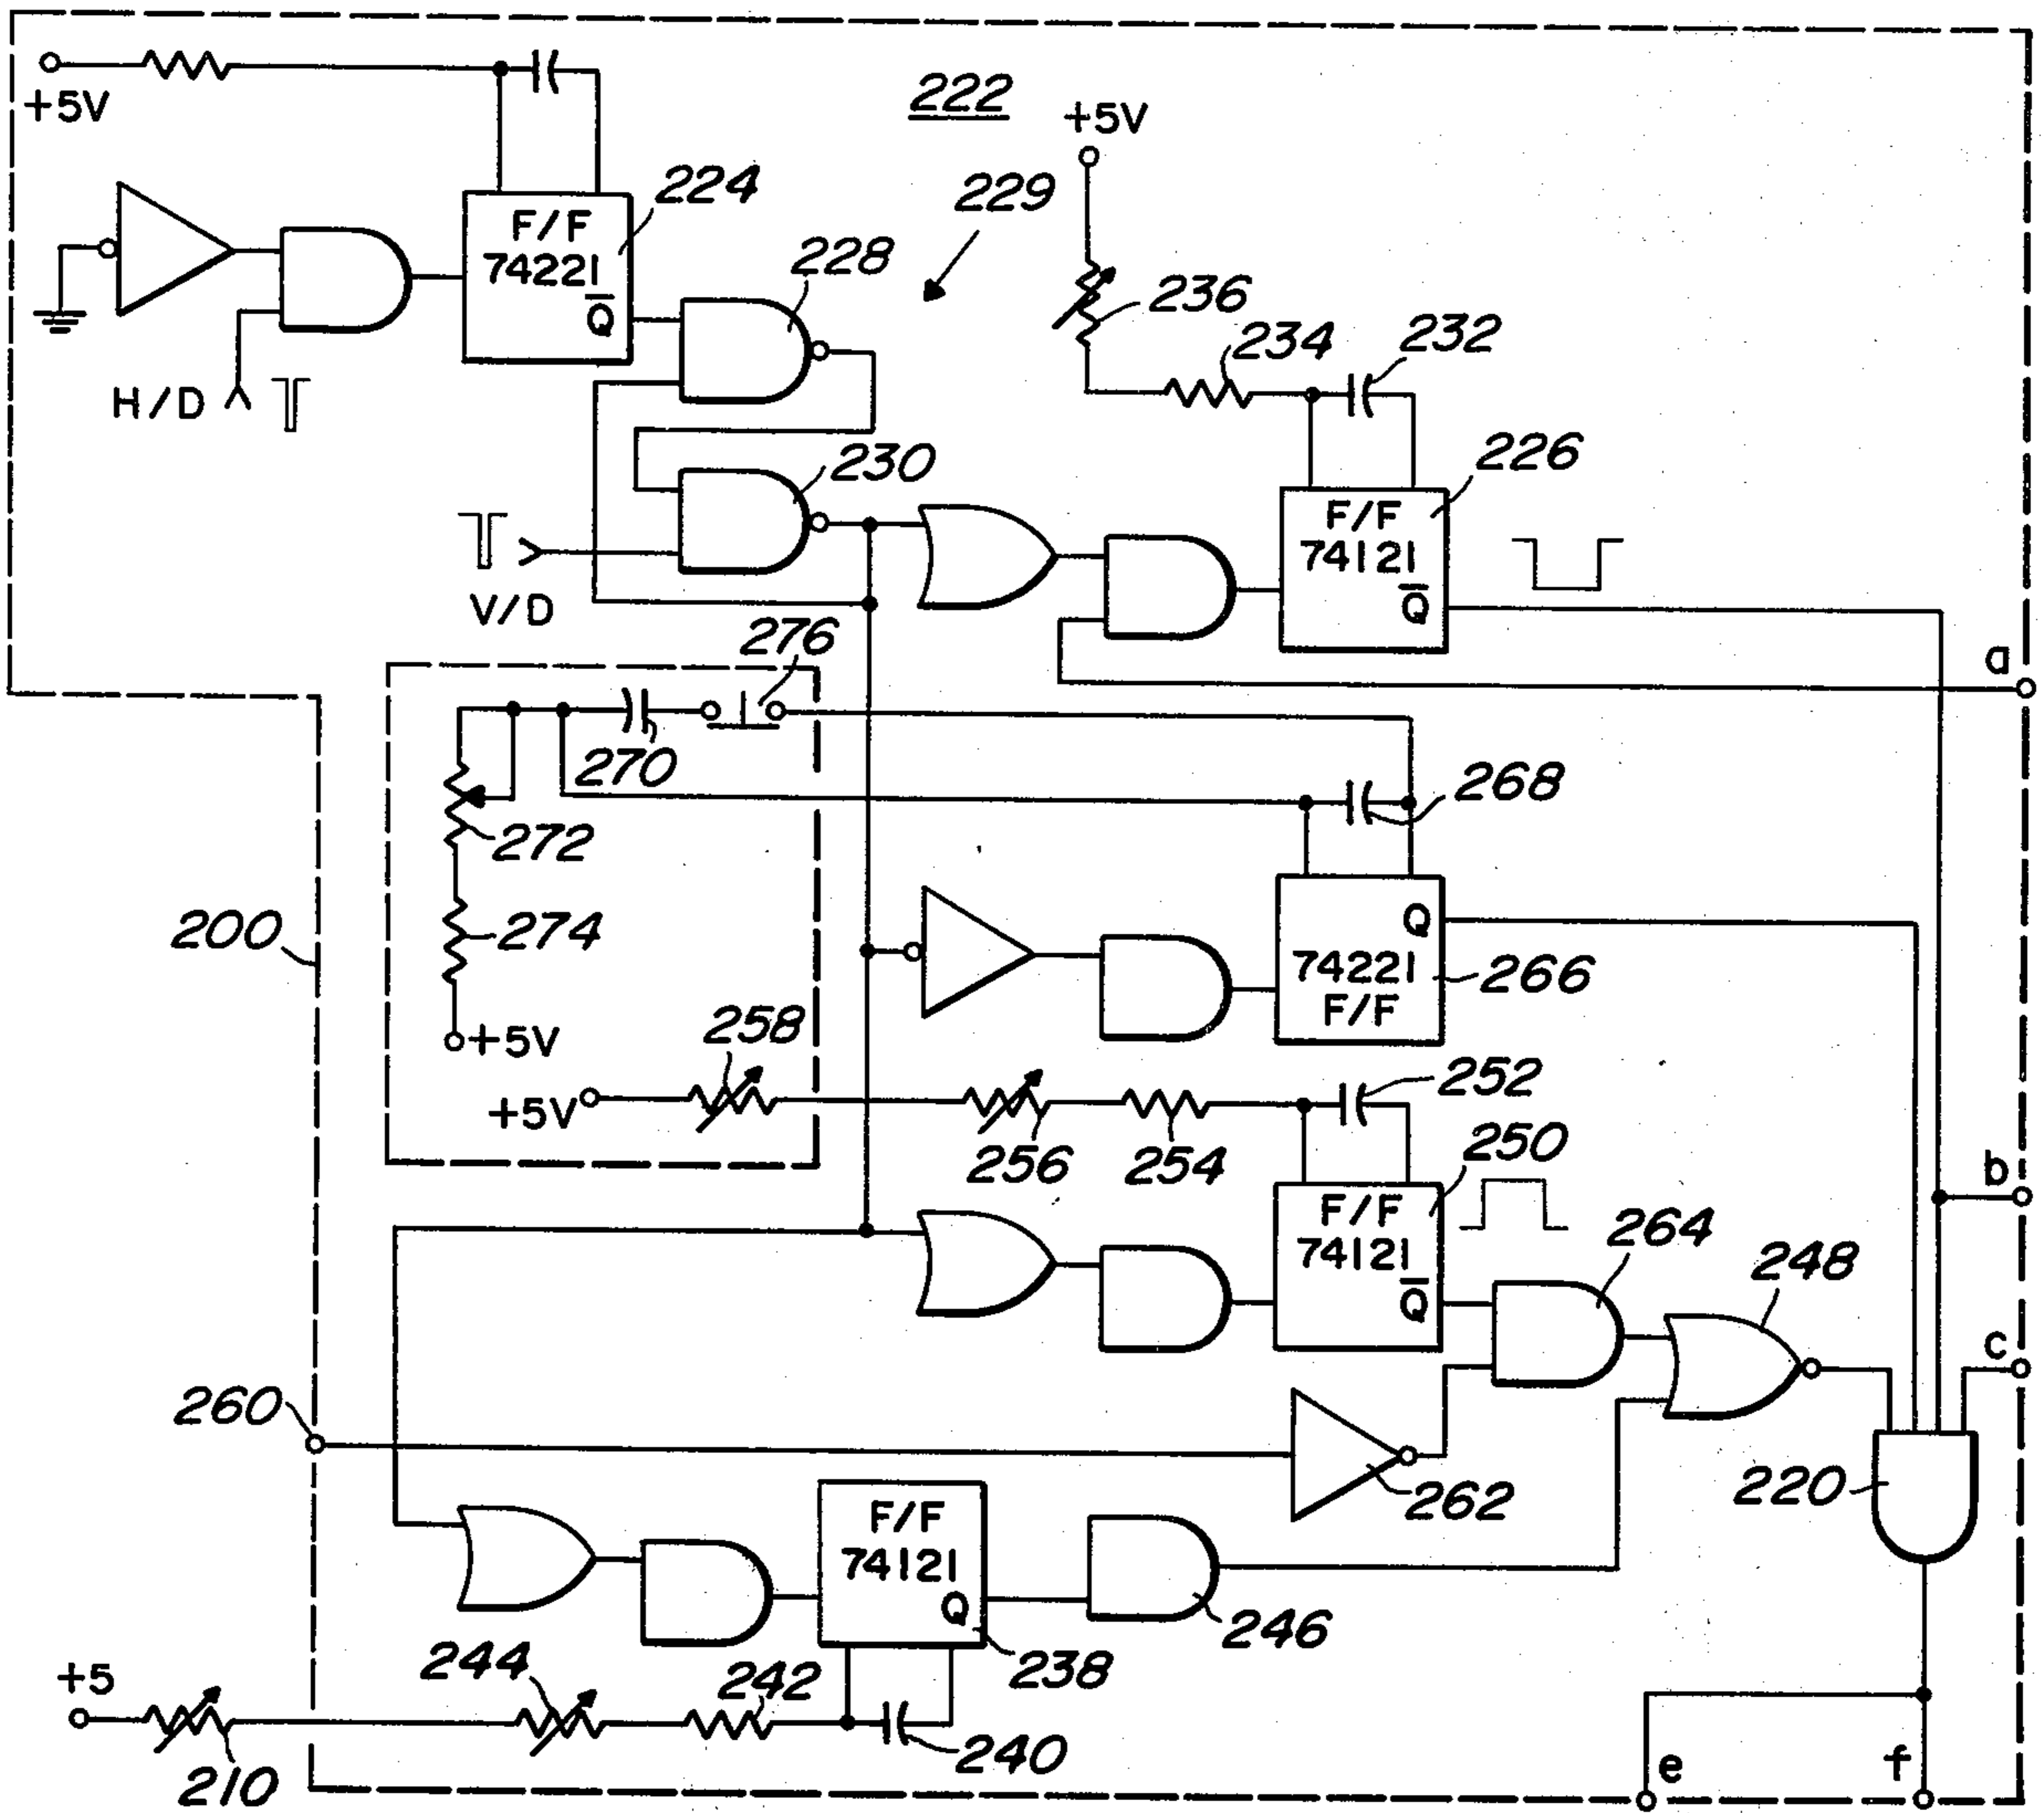 +5V
222
+5V
224
F/F
74221
Q̅
229
228
236
234
232
H/D
230
226
F/F
74121
Q̅
V/D
276
a
270
268
272
200
274
Q
74221
F/F
266
+5V
258
+5V
252
256
254
250
b
F/F
74121
Q̅
264
248
c
260
220
262
F/F
74121
Q
246
+5
244
242
238
210
240
e
f